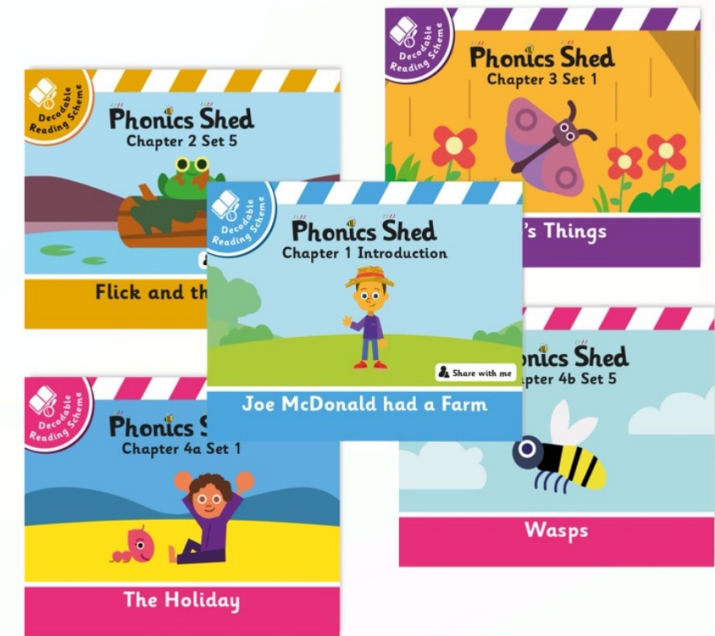 Decodable
Reading Scheme
Phonics Shed
Chapter 2 Set 5
Flick and th
Decodable
Reading Scheme
Phonics Shed
Chapter 3 Set 1
's Things
Decodable
Reading Scheme
Phonics Shed
Chapter 1 Introduction
Share with me
Joe McDonald had a Farm
Decodable
Reading Scheme
Phonics S
Chapter 4a Set 1
The Holiday
onics Shed
pter 4b Set 5
Wasps